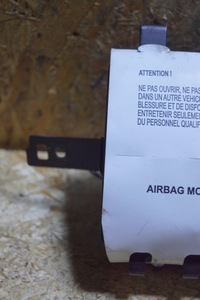 ATTENTION !
NE PAS OUVRIR, NE PAS
DANS UN AUTRE VEHICU
BLESSURE ET DE DISPO
ENTRETENIR SEULEMEN
DU PERSONNEL QUALIF
AIRBAG MO